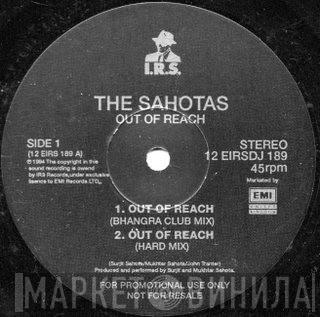 I.R.S.
THE SAHOTAS
OUT OF REACH
SIDE 1
(12 EIRS 189 A)
℗ 1994 The copyright in this
sound recording is owend
by IRS Records,under exclusive
lisence to EMI Records LTD.,
STEREO
12 EIRSDJ 189
45rpm
Marketed by
EMI
1. OUT OF REACH
(BHANGRA CLUB MIX)
2. OUT OF REACH
(HARD MIX)
(Surjit Sahota/Mukhtar Sahota/John Tranter)
Produced and performed by Surjit and Mukhtar Sahota.
FOR PROMOTIONAL USE ONLY
NOT FOR RESALE
МАРКЕТ ВИНИЛА